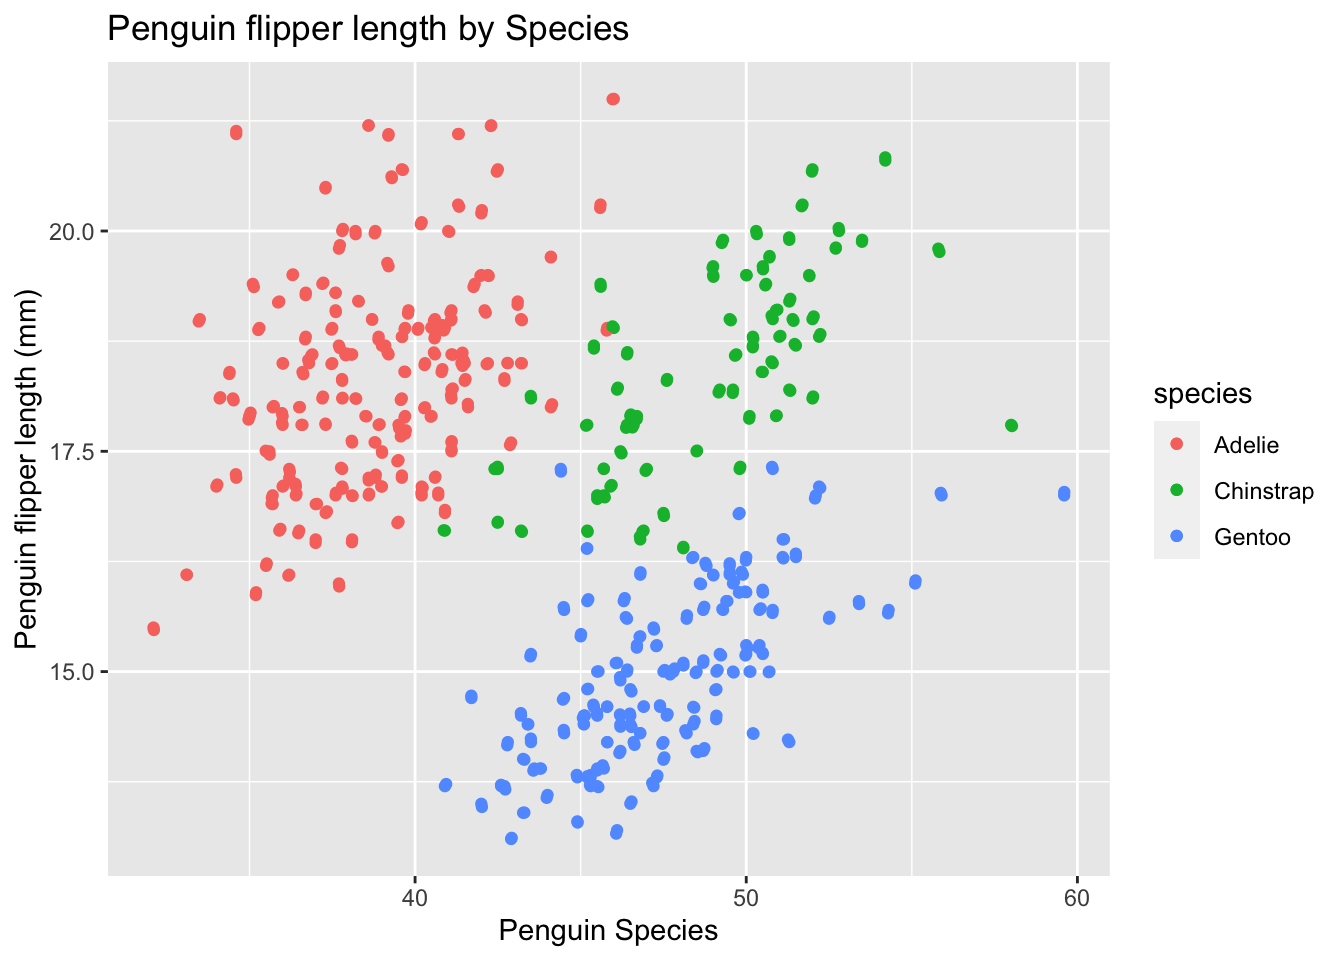 Penguin flipper length by Species
Penguin flipper length (mm)
20.0
17.5
15.0
40
50
60
Penguin Species
species
Adelie
Chinstrap
Gentoo